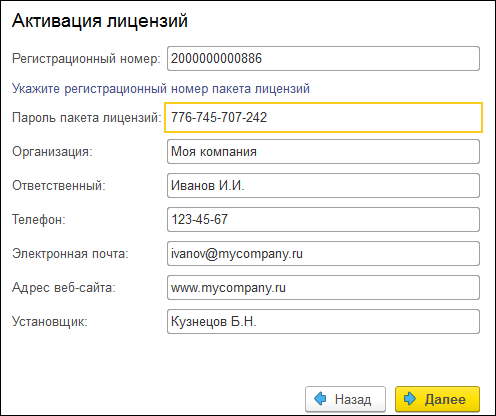 Активация лицензий
Регистрационный номер: 2000000000886
Укажите регистрационный номер пакета лицензий
Пароль пакета лицензий: 776-745-707-242
Организация: Моя компания
Ответственный: Иванов И.И.
Телефон: 123-45-67
Электронная почта: ivanov@mycompany.ru
Адрес веб-сайта: www.mycompany.ru
Установщик: Кузнецов Б.Н.
Назад Далее